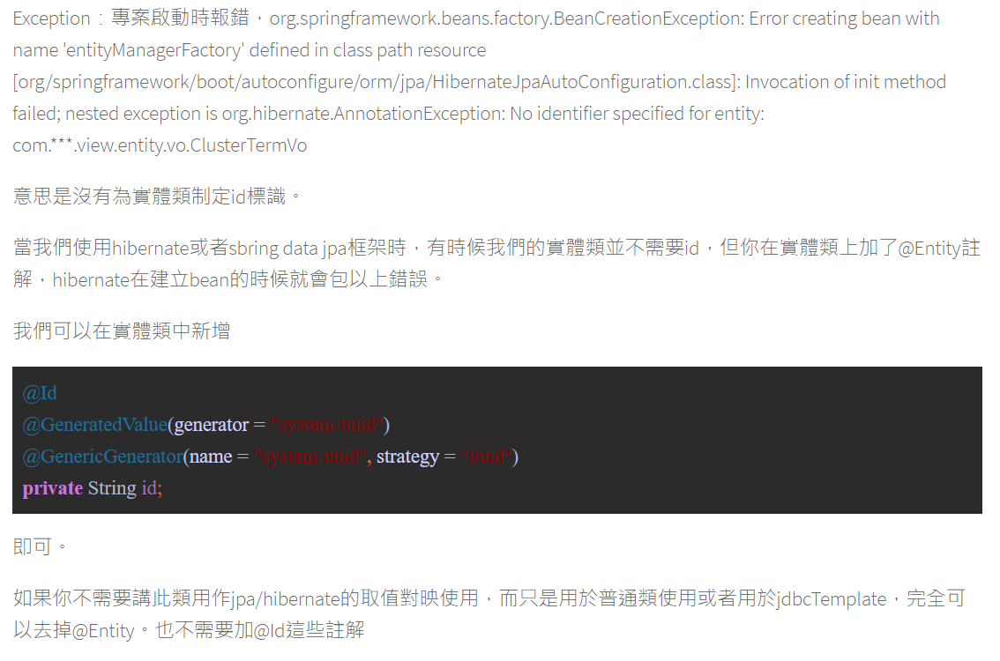 Exception：專案啟動時報錯，org.springframework.beans.factory.BeanCreationException: Error creating bean with
name 'entityManagerFactory' defined in class path resource
[org/springframework/boot/autoconfigure/orm/jpa/HibernateJpaAutoConfiguration.class]: Invocation of init method
failed; nested exception is org.hibernate.AnnotationException: No identifier specified for entity:
com.***.view.entity.vo.ClusterTermVo
意思是沒有為實體類制定id標識。
當我們使用hibernate或者sbring data jpa框架時，有時候我們的實體類並不需要id，但你在實體類上加了@Entity註
解，hibernate在建立bean的時候就會包以上錯誤。
我們可以在實體類中新增
@Id
@GeneratedValue(generator = "system-uuid")
@GenericGenerator(name = "system-uuid", strategy = "uuid")
private String id;
即可。
如果你不需要講此類用作jpa/hibernate的取值對映使用，而只是用於普通類使用或者用於jdbcTemplate，完全可
以去掉@Entity。也不需要加@Id這些註解